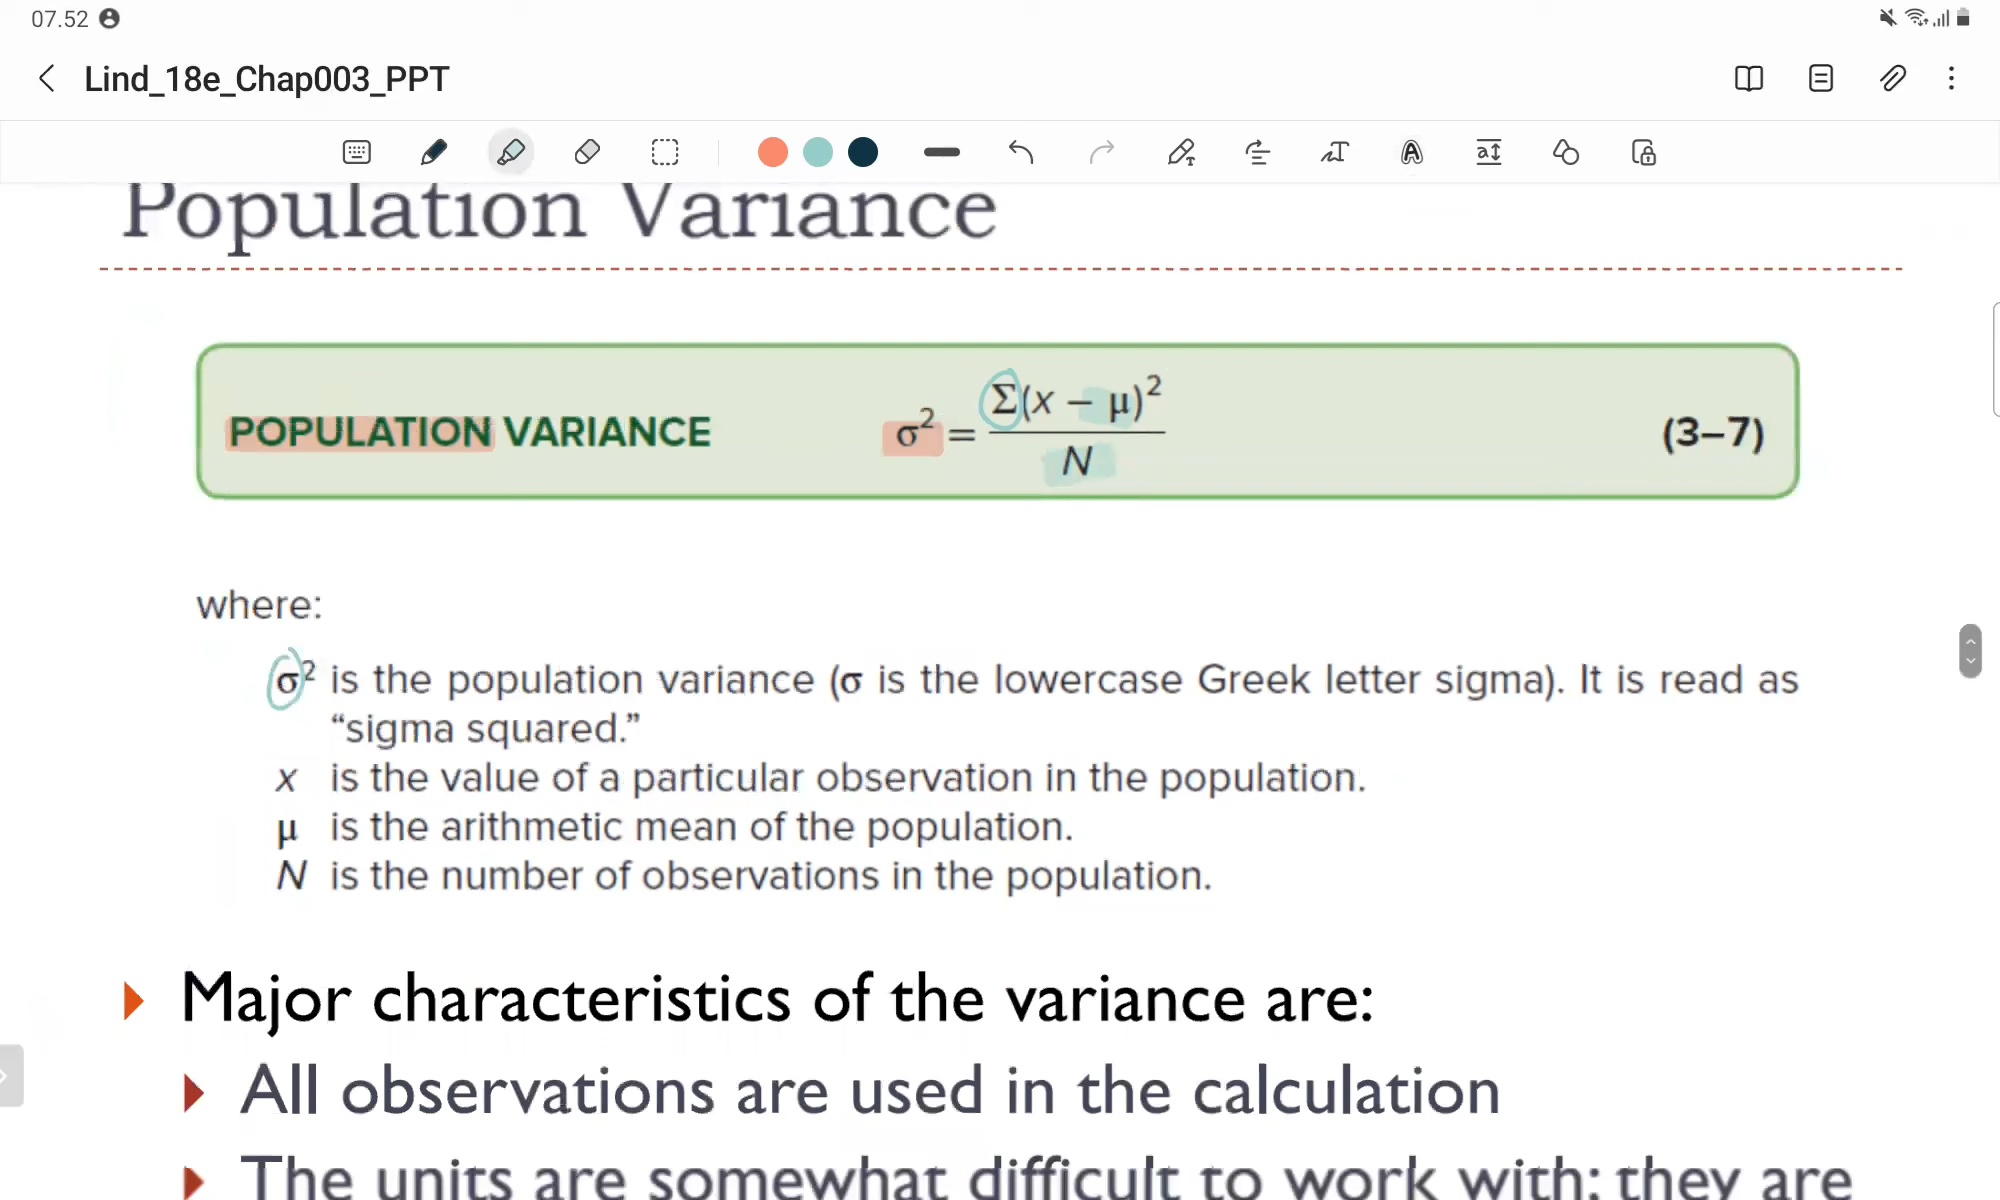 07.52
Lind_18e_Chap003_PPT
Population Variance
POPULATION VARIANCE
σ² = Σ(x − μ)² / N
(3–7)
where:
σ² is the population variance (σ is the lowercase Greek letter sigma). It is read as
“sigma squared.”
x is the value of a particular observation in the population.
μ is the arithmetic mean of the population.
N is the number of observations in the population.
Major characteristics of the variance are:
All observations are used in the calculation
The units are somewhat difficult to work with; they are